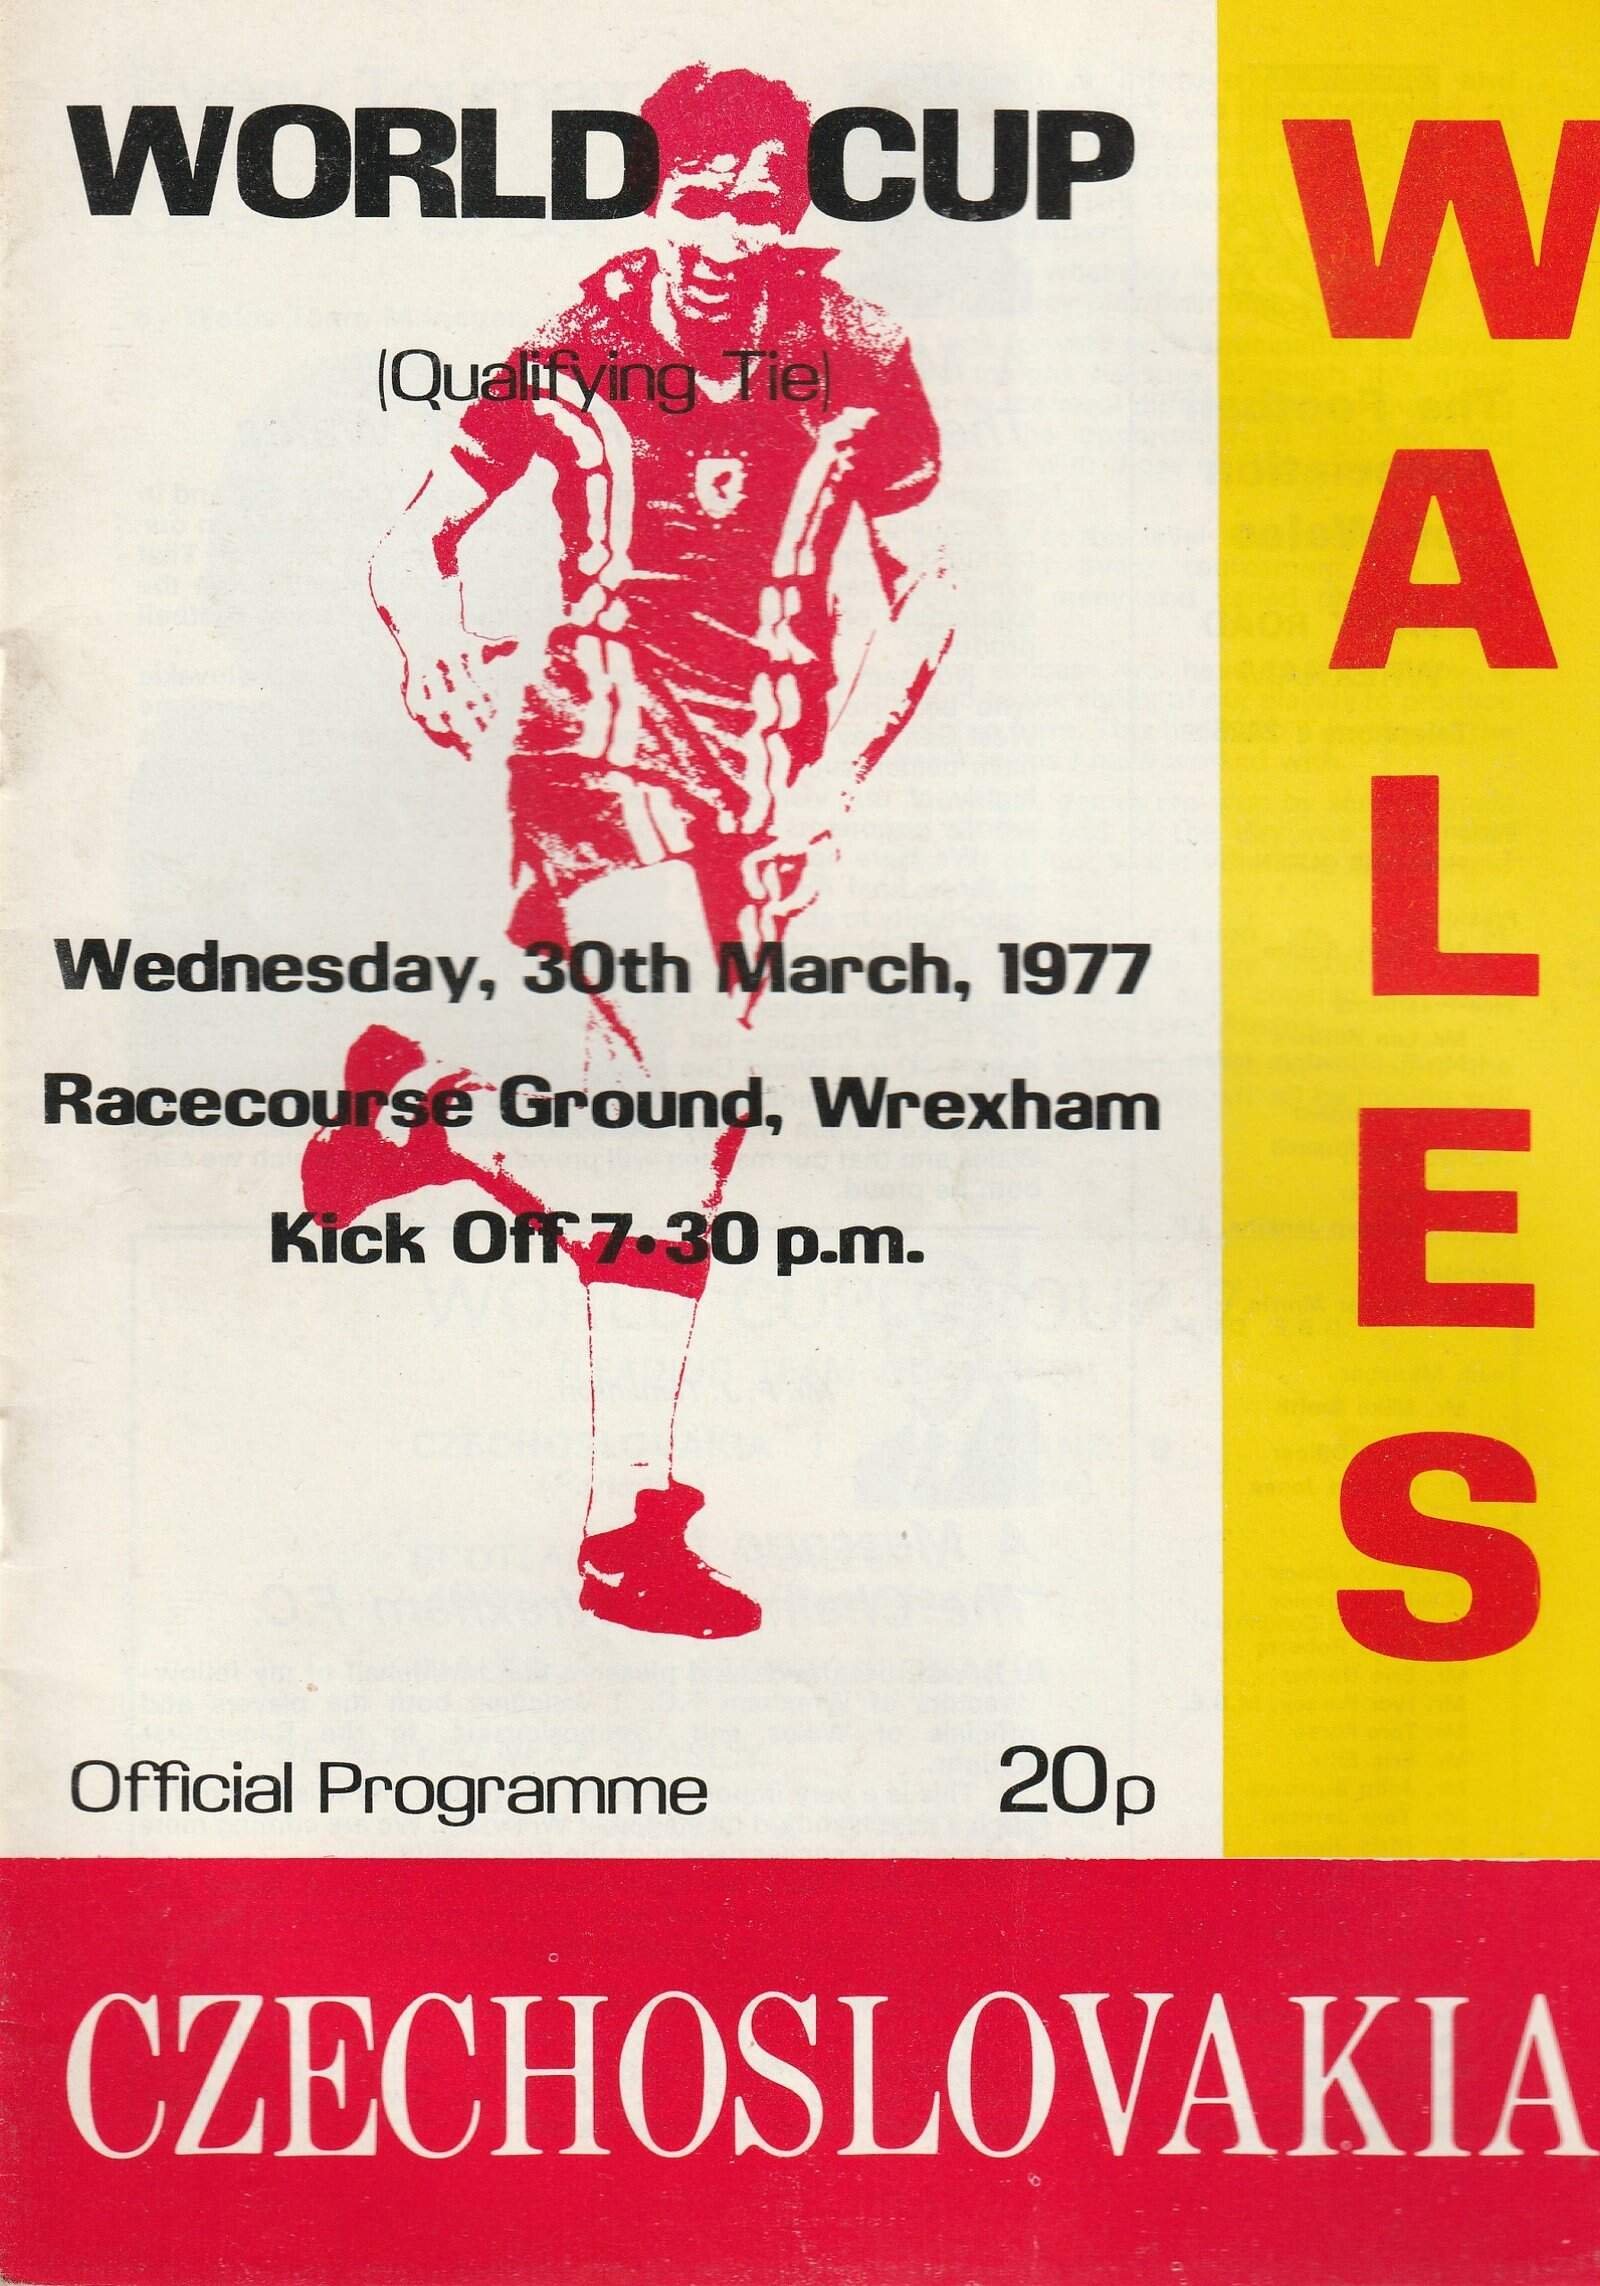 WORLD CUP
(Qualifying Tie)
Wednesday, 30th March, 1977
Racecourse Ground, Wrexham
Kick Off 7·30 p.m.
Official Programme 20p
WALES
CZECHOSLOVAKIA